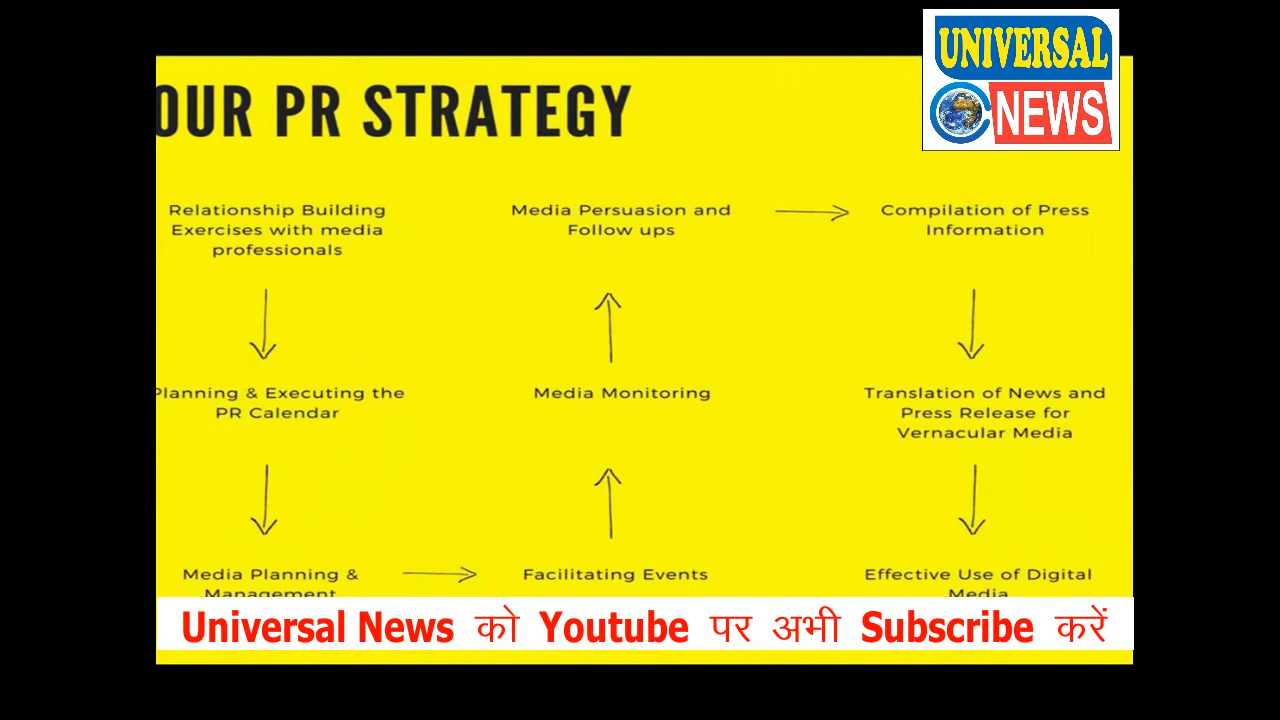 OUR PR STRATEGY
UNIVERSAL
NEWS
Relationship Building
Exercises with media
professionals
Planning & Executing the
PR Calendar
Media Planning &
Management
Facilitating Events
Media Monitoring
Media Persuasion and
Follow ups
Compilation of Press
Information
Translation of News and
Press Release for
Vernacular Media
Effective Use of Digital
Media
Universal News को Youtube पर अभी Subscribe करें